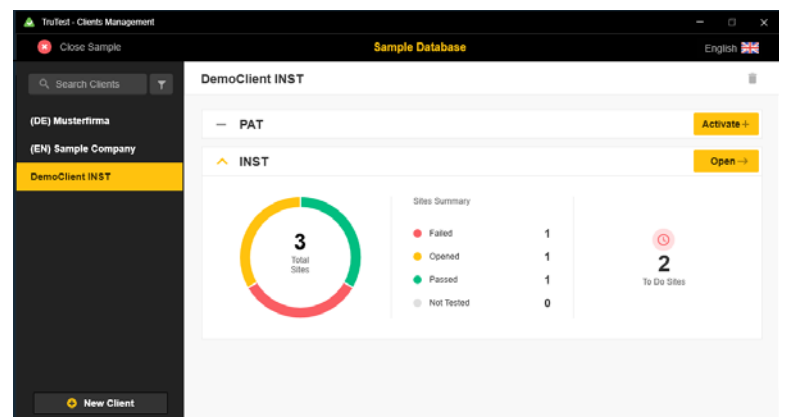 TruTest - Clients Management
Close Sample
Sample Database
English
Search Clients
DemoClient INST
(DE) Musterfirma
(EN) Sample Company
DemoClient INST
PAT
Activate +
INST
Open →
3
Total
Sites
Sites Summary
Failed 1
Opened 1
Passed 1
Not Tested 0
2
To Do Sites
New Client